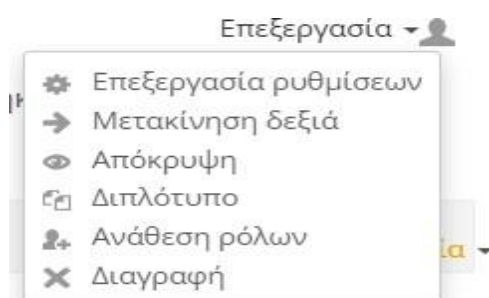 Επεξεργασία
Επεξεργασία ρυθμίσεων
Μετακίνηση δεξιά
Απόκρυψη
Διπλότυπο
Ανάθεση ρόλων
Διαγραφή